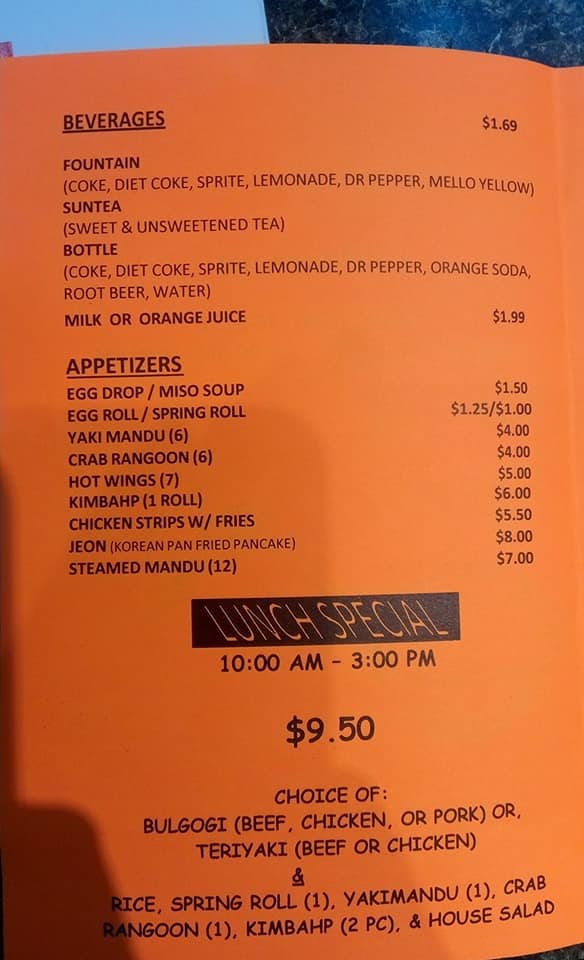 BEVERAGES $1.69
FOUNTAIN
(COKE, DIET COKE, SPRITE, LEMONADE, DR PEPPER, MELLO YELLOW)
SUNTEA
(SWEET & UNSWEETENED TEA)
BOTTLE
(COKE, DIET COKE, SPRITE, LEMONADE, DR PEPPER, ORANGE SODA,
ROOT BEER, WATER)
MILK OR ORANGE JUICE $1.99
APPETIZERS
EGG DROP / MISO SOUP $1.50
EGG ROLL / SPRING ROLL $1.25/$1.00
YAKI MANDU (6) $4.00
CRAB RANGOON (6) $4.00
HOT WINGS (7) $5.00
KIMBAHP (1 ROLL) $6.00
CHICKEN STRIPS W/ FRIES $5.50
JEON (KOREAN PAN FRIED PANCAKE) $8.00
STEAMED MANDU (12) $7.00
LUNCH SPECIAL
10:00 AM – 3:00 PM
$9.50
CHOICE OF:
BULGOGI (BEEF, CHICKEN, OR PORK) OR,
TERIYAKI (BEEF OR CHICKEN)
&
RICE, SPRING ROLL (1), YAKIMANDU (1), CRAB
RANGOON (1), KIMBAHP (2 PC), & HOUSE SALAD